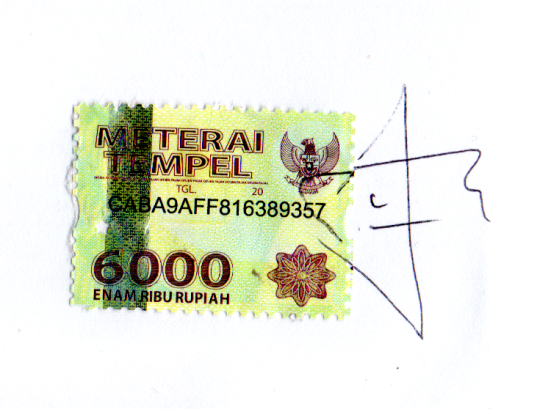 METERAI
TEMPEL
TGL. 20
CABA9AFF816389357
6000
ENAM RIBU RUPIAH